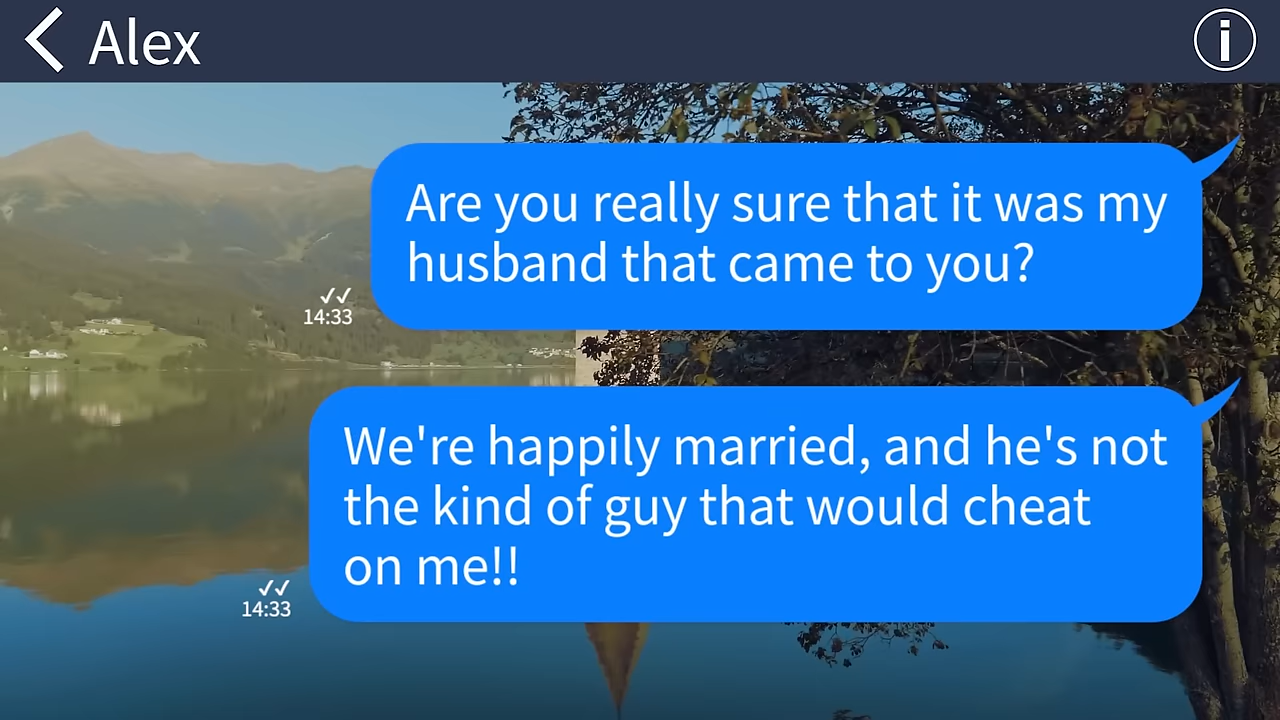 Alex
Are you really sure that it was my
husband that came to you?
14:33
We're happily married, and he's not
the kind of guy that would cheat
on me!!
14:33